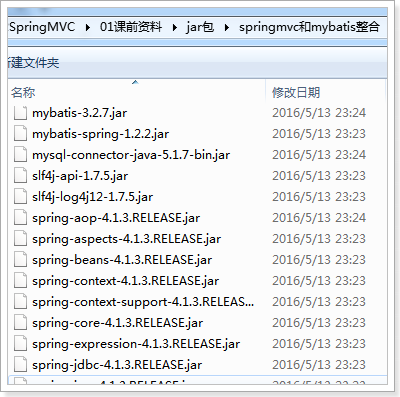 SpringMVC ▸ 01课前资料 ▸ jar包 ▸ springmvc和mybatis整合
新建文件夹
名称 修改日期
mybatis-3.2.7.jar 2016/5/13 23:24
mybatis-spring-1.2.2.jar 2016/5/13 23:23
mysql-connector-java-5.1.7-bin.jar 2016/5/13 23:24
slf4j-api-1.7.5.jar 2016/5/13 23:23
slf4j-log4j12-1.7.5.jar 2016/5/13 23:23
spring-aop-4.1.3.RELEASE.jar 2016/5/13 23:24
spring-aspects-4.1.3.RELEASE.jar 2016/5/13 23:23
spring-beans-4.1.3.RELEASE.jar 2016/5/13 23:23
spring-context-4.1.3.RELEASE.jar 2016/5/13 23:24
spring-context-support-4.1.3.RELEAS... 2016/5/13 23:23
spring-core-4.1.3.RELEASE.jar 2016/5/13 23:23
spring-expression-4.1.3.RELEASE.jar 2016/5/13 23:23
spring-jdbc-4.1.3.RELEASE.jar 2016/5/13 23:23